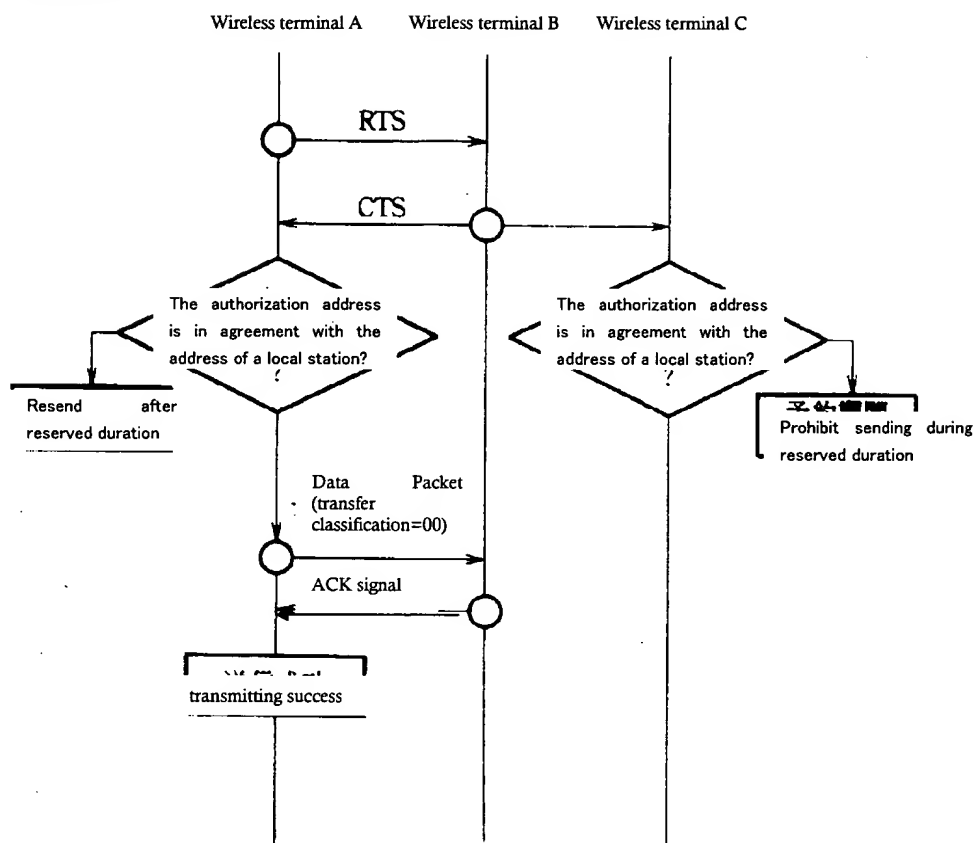 Wireless terminal A Wireless terminal B Wireless terminal C
RTS
CTS
The authorization address
is in agreement with the
address of a local station?
?
The authorization address
is in agreement with the
address of a local station?
?
Resend after
reserved duration
Prohibit sending during
reserved duration
Data Packet
(transfer
classification=00)
ACK signal
transmitting success